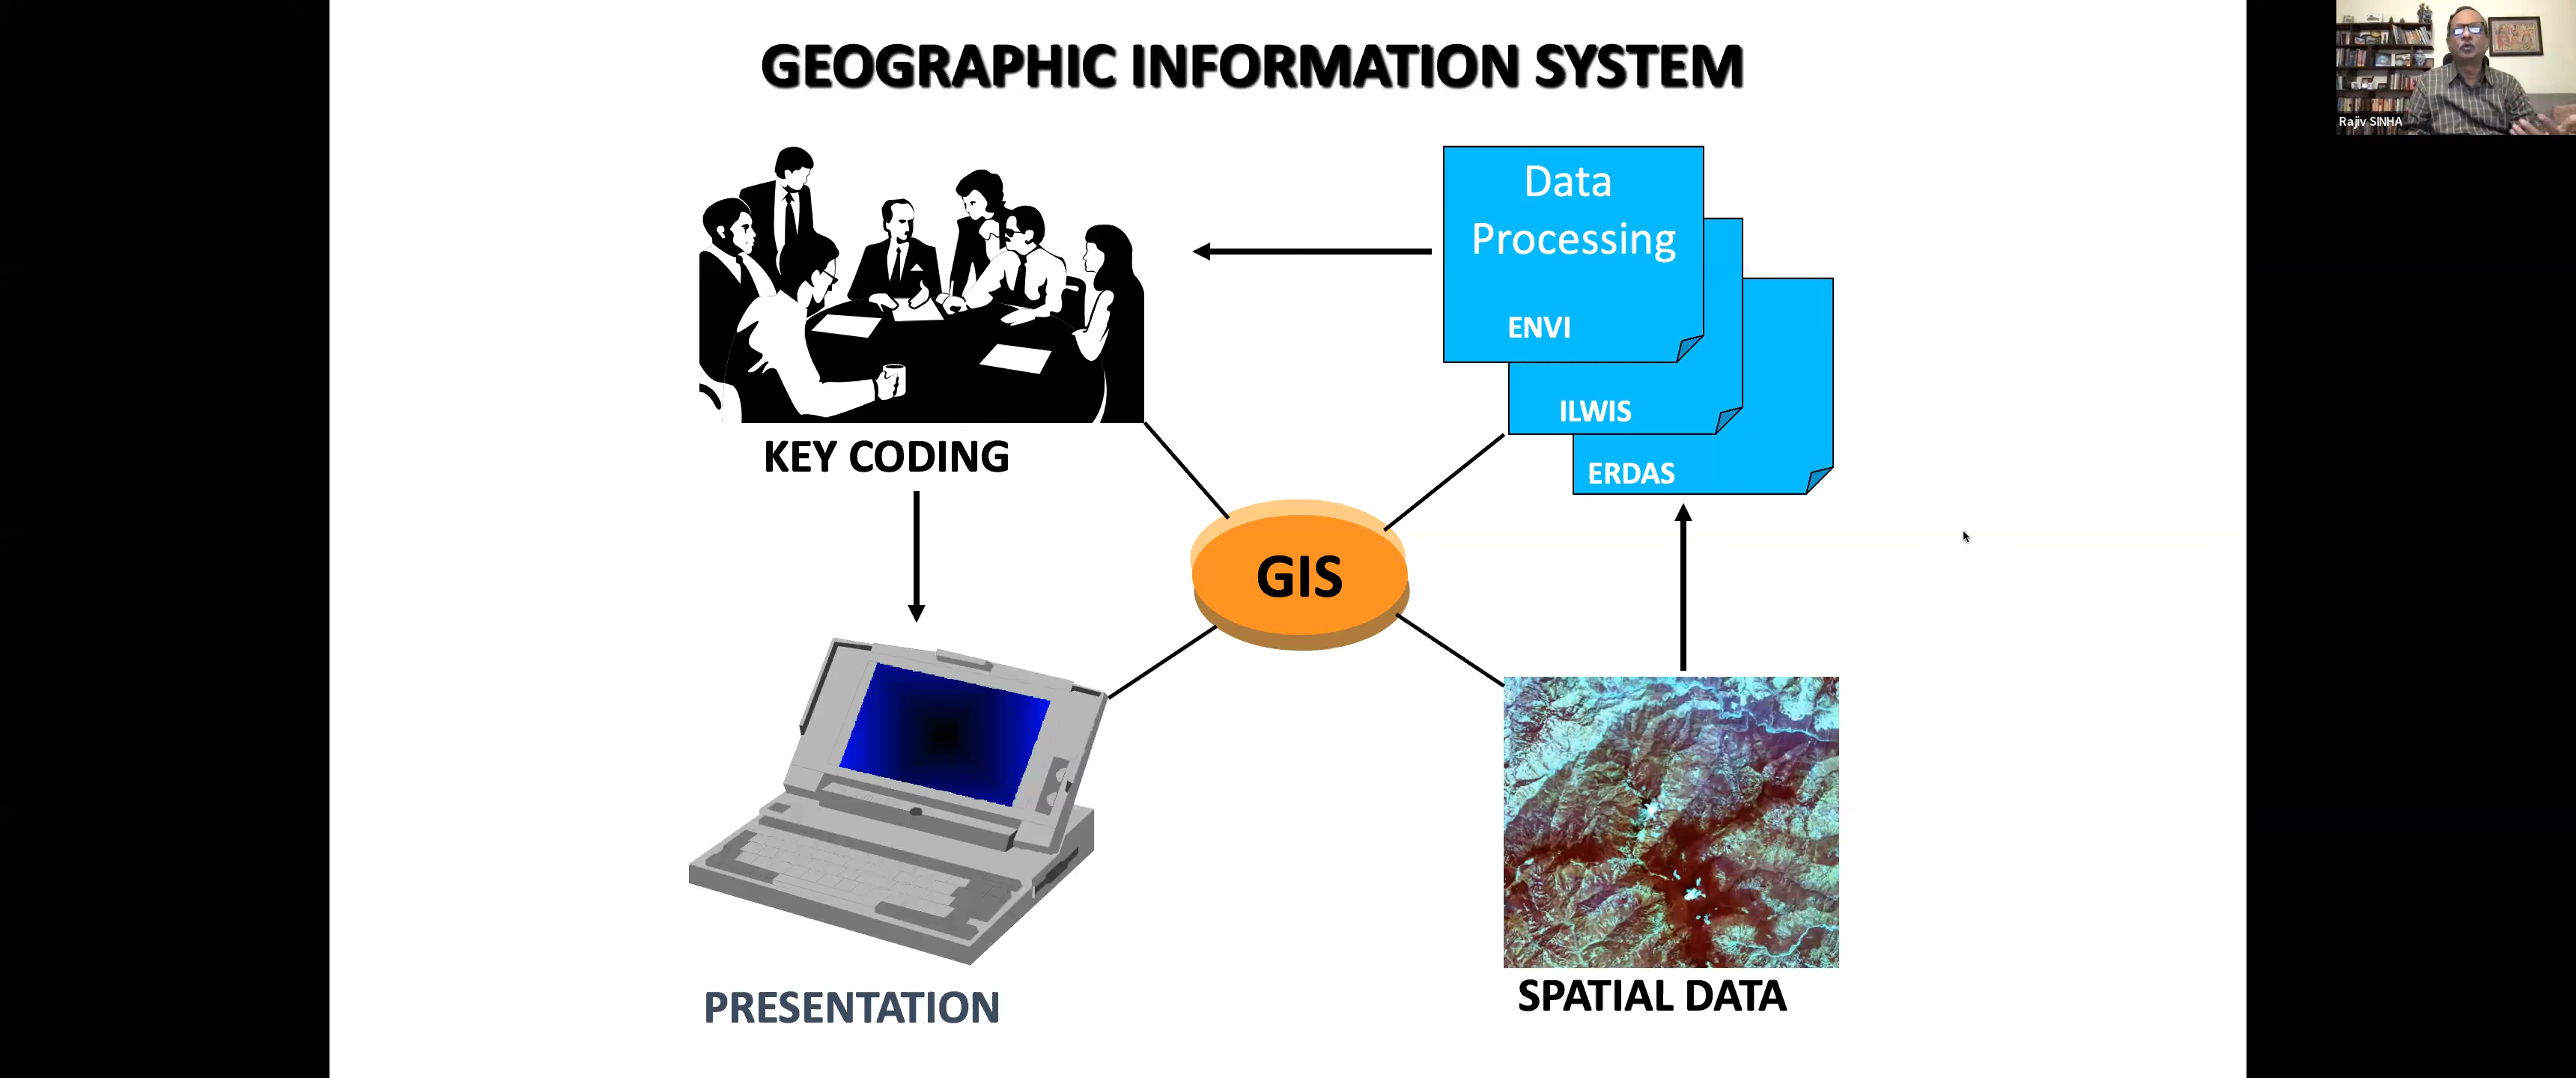 GEOGRAPHIC INFORMATION SYSTEM
Rajiv SINHA
Data
Processing
ENVI
ILWIS
ERDAS
KEY CODING
GIS
PRESENTATION
SPATIAL DATA